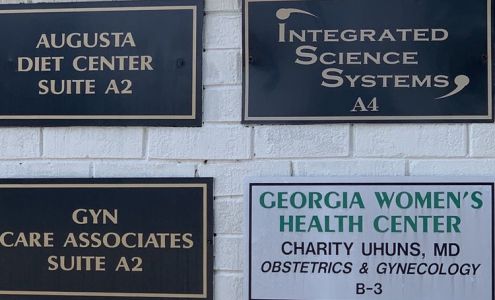 AUGUSTA
DIET CENTER
SUITE A2
INTEGRATED
SCIENCE
SYSTEMS
A4
GYN
CARE ASSOCIATES
SUITE A2
GEORGIA WOMEN'S
HEALTH CENTER
CHARITY UHUNS, MD
OBSTETRICS & GYNECOLOGY
B-3